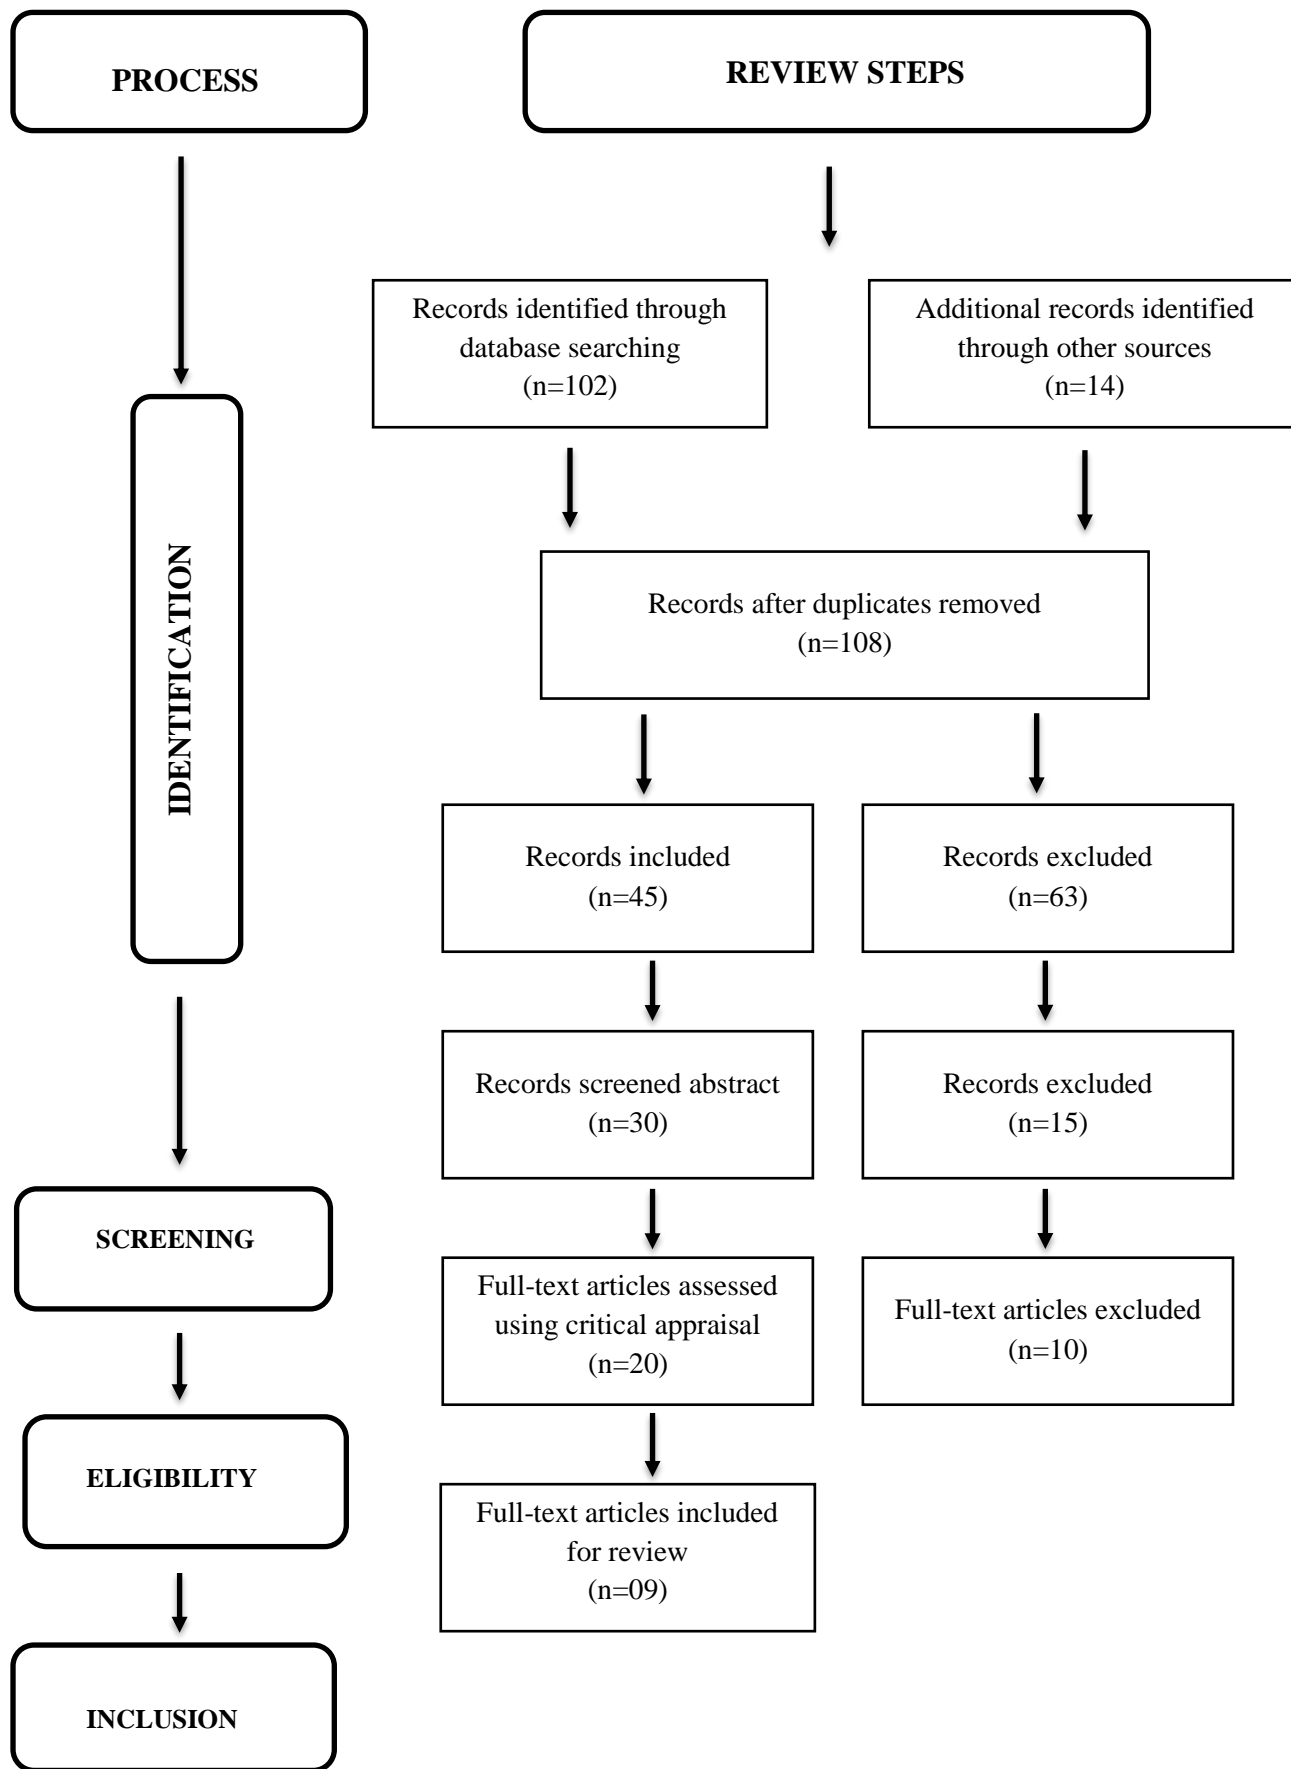 PROCESS
REVIEW STEPS
Records identified through
database searching
(n=102)
Additional records identified
through other sources
(n=14)
IDENTIFICATION
Records after duplicates removed
(n=108)
Records included
(n=45)
Records excluded
(n=63)
Records screened abstract
(n=30)
Records excluded
(n=15)
SCREENING
Full-text articles assessed
using critical appraisal
(n=20)
Full-text articles excluded
(n=10)
ELIGIBILITY
Full-text articles included
for review
(n=09)
INCLUSION